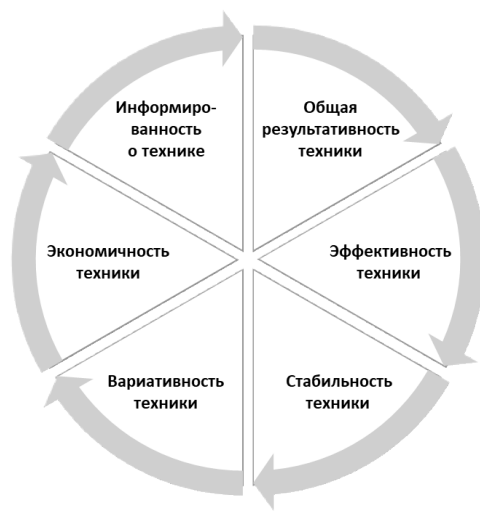 Общая
результативность
техники
Эффективность
техники
Стабильность
техники
Вариативность
техники
Экономичность
техники
Информиро-
ванность
о технике